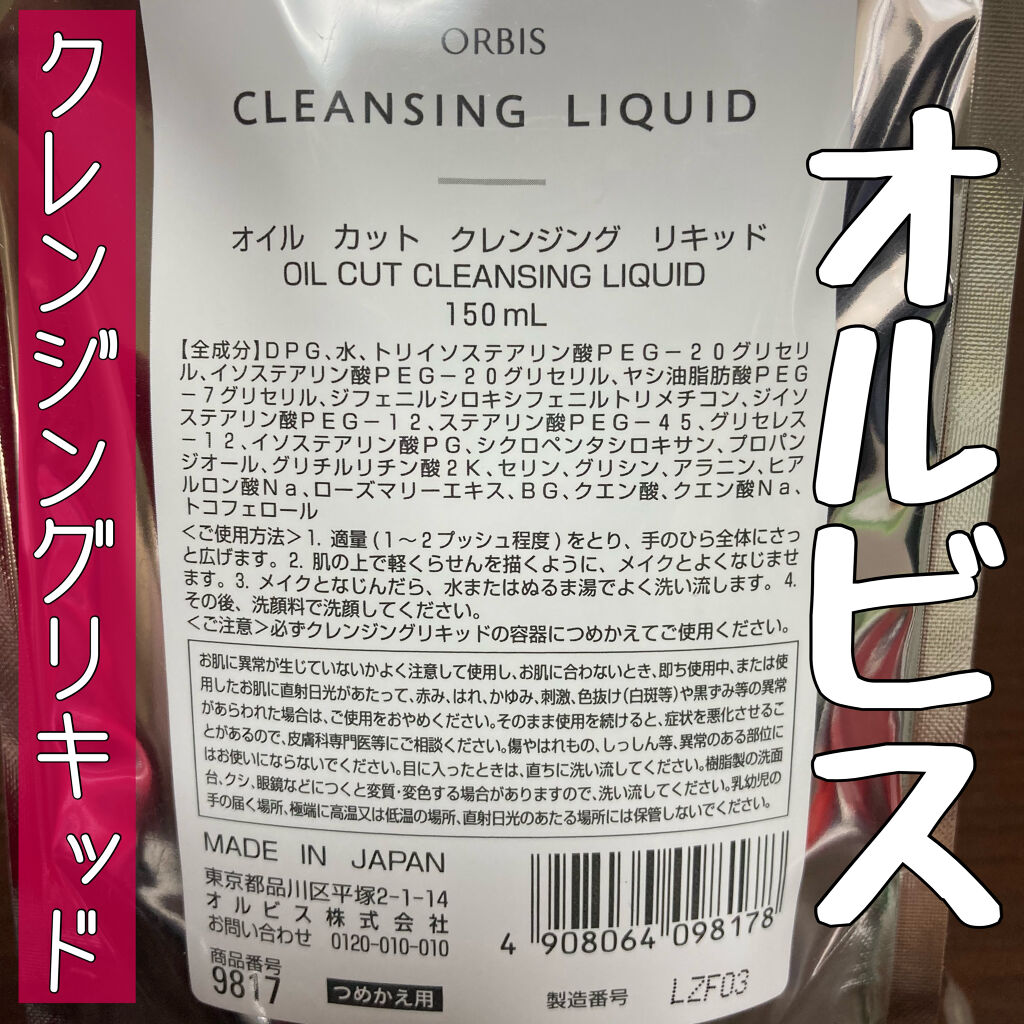 クレンジングリキッド
オルビス
ORBIS
CLEANSING LIQUID
オイル カット クレンジング リキッド
OIL CUT CLEANSING LIQUID
150mL
【全成分】DPG、水、トリイソステアリン酸PEG-20グリセリ
ル、イソステアリン酸PEG-20グリセリル、ヤシ油脂肪酸PEG
-7グリセリル、ジフェニルシロキシフェニルトリメチコン、ジイソ
ステアリン酸PEG-12、ステアリン酸PEG-45、グリセレス
-12、イソステアリン酸PG、シクロペンタシロキサン、プロパン
ジオール、グリチルリチン酸2K、セリン、グリシン、アラニン、ヒア
ルロン酸Na、ローズマリーエキス、BG、クエン酸、クエン酸Na、
トコフェロール
<ご使用方法>1. 適量(1～2プッシュ程度)をとり、手のひら全体にさっ
と広げます。2. 肌の上で軽くらせんを描くように、メイクとよくなじませ
ます。3. メイクとなじんだら、水またはぬるま湯でよく洗い流します。4.
その後、洗顔料で洗顔してください。
<ご注意>必ずクレンジングリキッドの容器につめかえてご使用ください。
お肌に異常が生じていないかよく注意して使用し、お肌に合わないとき、即ち使用中、または使
用したお肌に直射日光があたって、赤み、はれ、かゆみ、刺激、色抜け(白斑等)や黒ずみ等の異常
があらわれた場合は、ご使用をおやめください。そのまま使用を続けると、症状を悪化させるこ
とがあるので、皮膚科専門医等にご相談ください。傷やはれもの、しっしん等、異常のある部位に
はお使いにならないでください。目に入ったときは、直ちに洗い流してください。樹脂製の洗面
台、クシ、眼鏡などにつくと変質・変色する場合がありますので、洗い流してください。乳幼児の
手の届く場所、極端に高温又は低温の場所、直射日光のあたる場所には保管しないでください。
MADE IN JAPAN
東京都品川区平塚2-1-14
オルビス株式会社
お問い合わせ 0120-010-010
商品番号
9817
つめかえ用
4 908064 098178
製造番号 LZF03